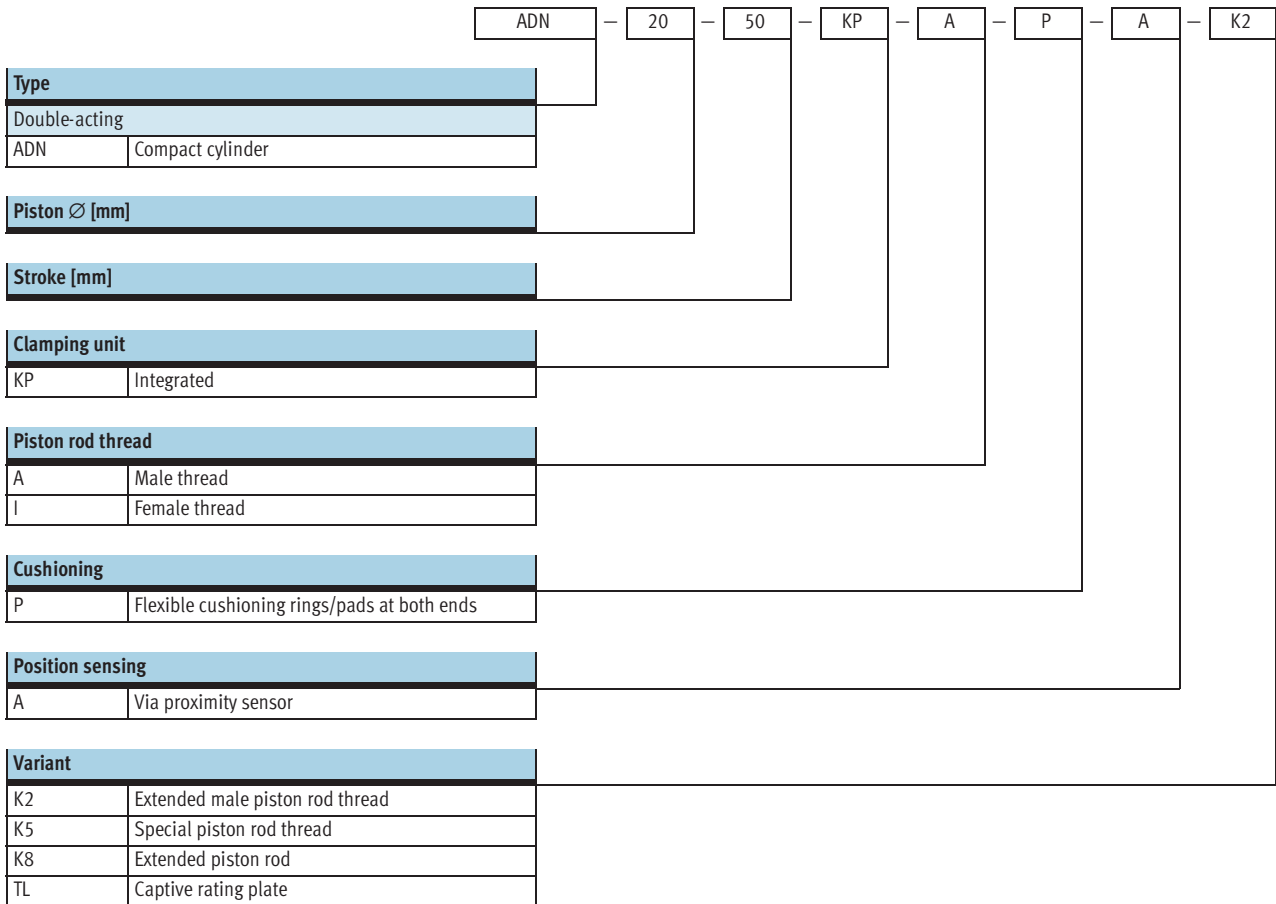 ADN – 20 – 50 – KP – A – P – A – K2
Type
Double-acting
ADN Compact cylinder
Piston ∅ [mm]
Stroke [mm]
Clamping unit
KP Integrated
Piston rod thread
A Male thread
I Female thread
Cushioning
P Flexible cushioning rings/pads at both ends
Position sensing
A Via proximity sensor
Variant
K2 Extended male piston rod thread
K5 Special piston rod thread
K8 Extended piston rod
TL Captive rating plate